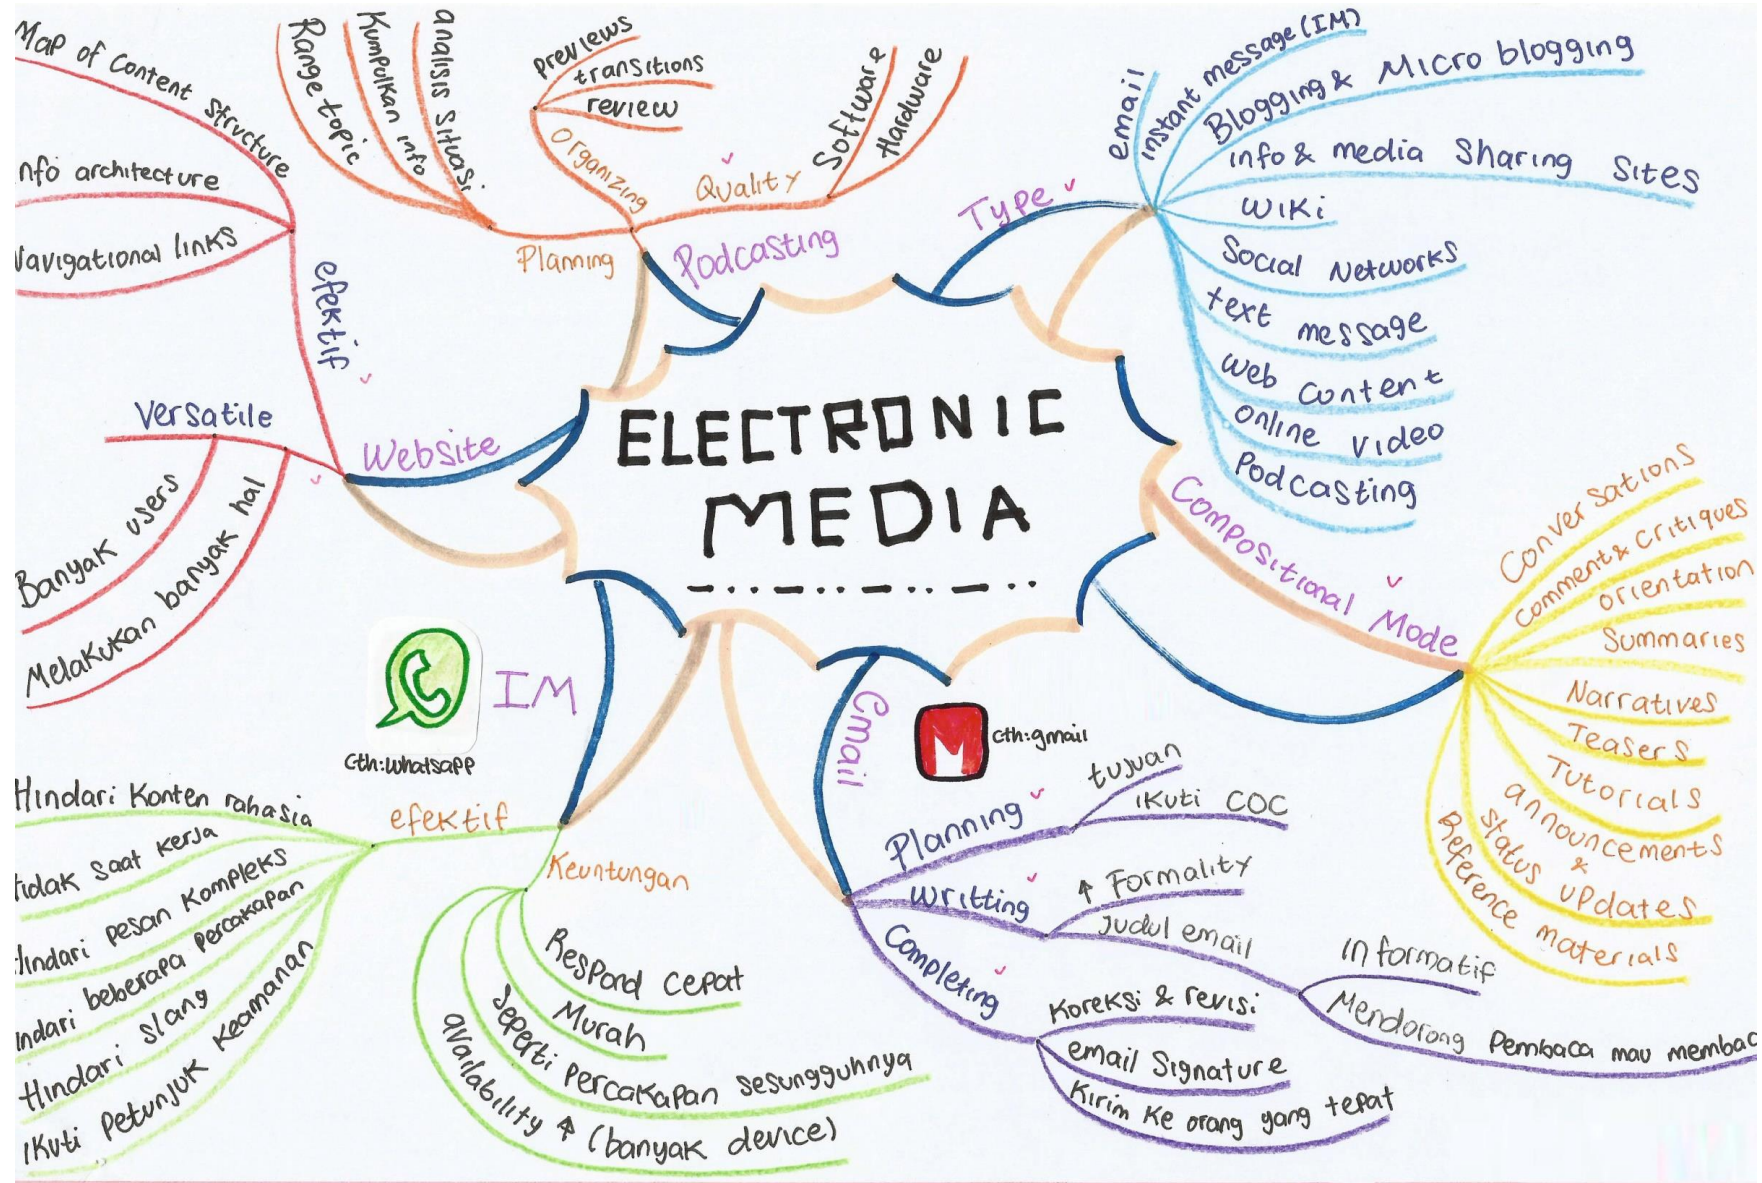 ELECTRONIC
MEDIA
Type
email
instant message (IM)
Blogging & Micro blogging
info & media Sharing Sites
Wiki
Social Networks
text message
Web Content
online video
Podcasting
Compositional Mode
Conversations
comment & Critiques
orientation
Summaries
Narratives
Teasers
Tutorials
announcements
&
Status updates
Reference materials
Email
cth:gmail
Planning
tujuan
ikuti COC
Writting
↑ Formality
Judul email
informatif
Mendorong Pembaca mau membac
Completing
Koreksi & revisi
email Signature
Kirim Ke orang yang tepat
IM
Cth:whatsapp
efektif
Hindari Konten rahasia
tidak saat kerja
Hindari pesan Kompleks
indari beberapa percakapan
Hindari slang
ikuti Petunjuk Keamanan
Keuntungan
Respond cepat
Murah
Seperti percakapan sesungguhnya
availability ↑ (banyak device)
Website
efektif
Map of Content Structure
nfo architecture
Navigational links
Versatile
Banyak users
Melakukan banyak hal
Podcasting
Planning
Range topic
Kumpulkan info
analisis Situasi
Organizing
previews
transitions
review
Quality
Software
Hardware